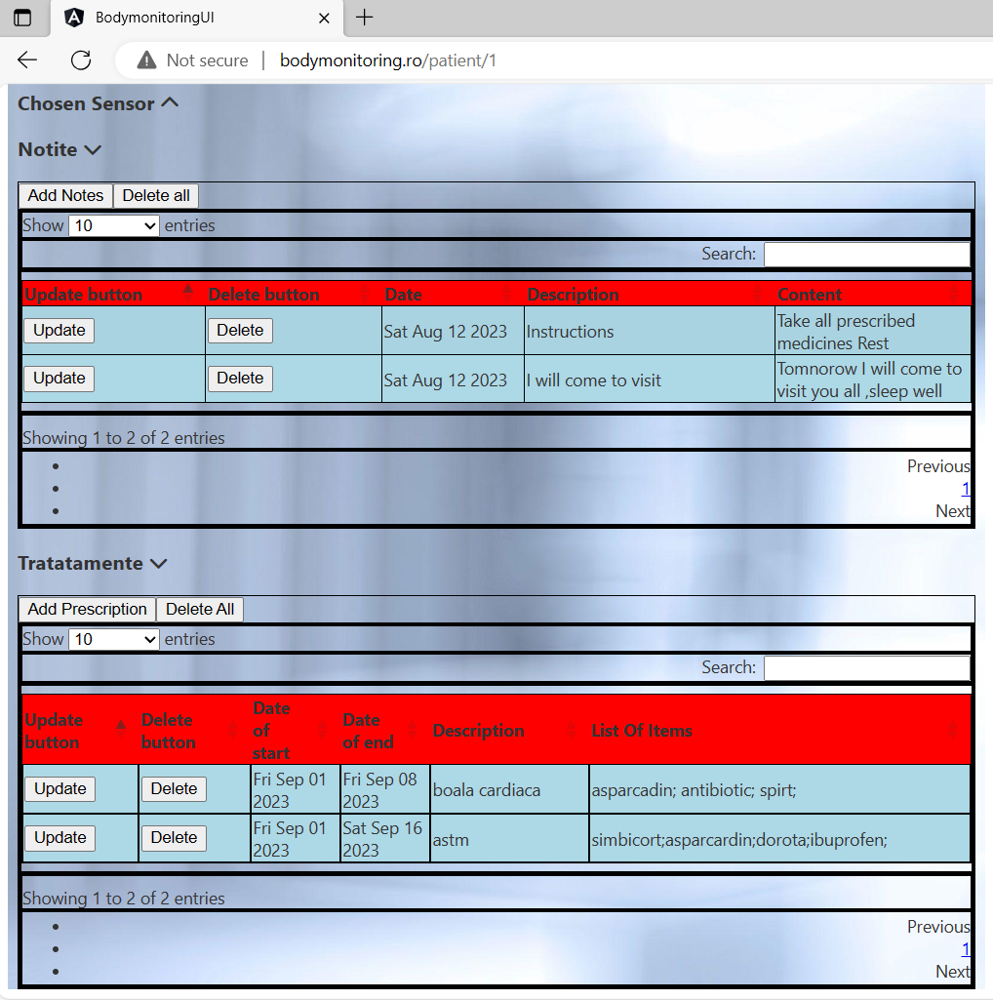 BodymonitoringUI
Not secure | bodymonitoring.ro/patient/1
Chosen Sensor
Notite
Add Notes Delete all
Show 10 entries
Search:
Update button Delete button Date Description Content
Update Delete Sat Aug 12 2023 Instructions Take all prescribed medicines Rest
Update Delete Sat Aug 12 2023 I will come to visit Tomnorow I will come to visit you all ,sleep well
Showing 1 to 2 of 2 entries
Previous
1
Next
Tratatamente
Add Prescription Delete All
Show 10 entries
Search:
Update button Delete button Date of start Date of end Description List Of Items
Update Delete Fri Sep 01 2023 Fri Sep 08 2023 boala cardiaca asparcadin; antibiotic; spirt;
Update Delete Fri Sep 01 2023 Sat Sep 16 2023 astm simbicort;asparcardin;dorota;ibuprofen;
Showing 1 to 2 of 2 entries
Previous
1
Next